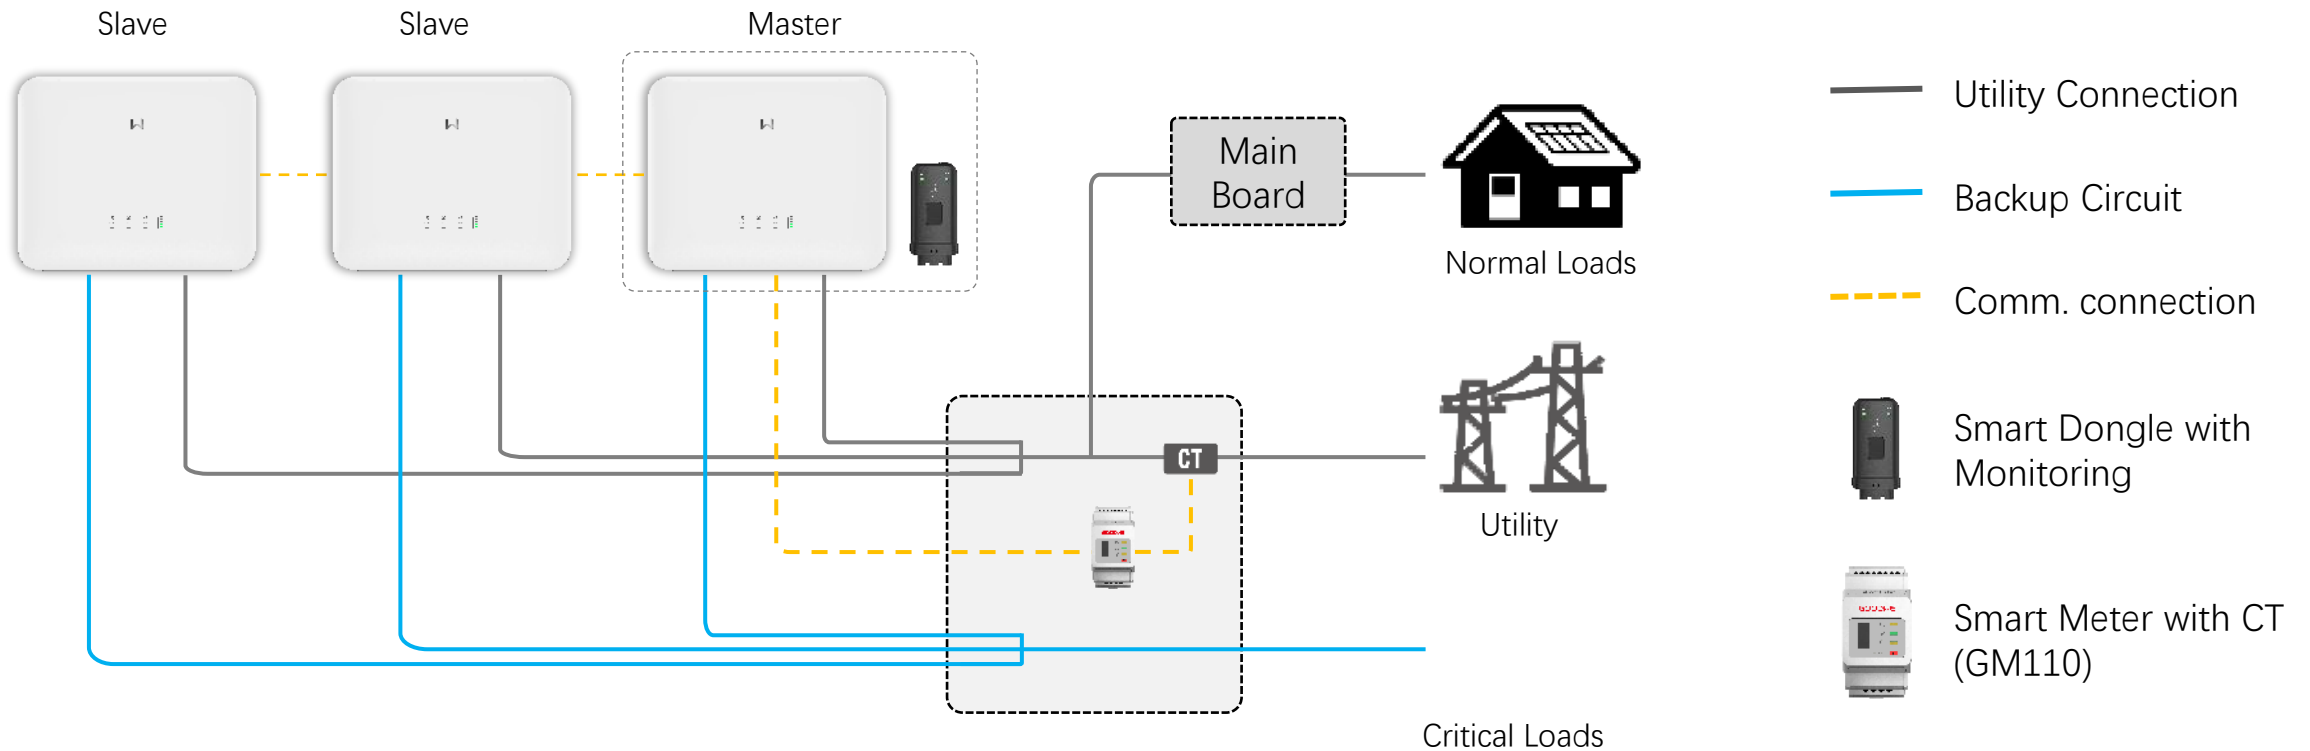 Slave
Slave
Master
Main
Board
Normal Loads
CT
Utility
Critical Loads
Utility Connection
Backup Circuit
Comm. connection
Smart Dongle with
Monitoring
Smart Meter with CT
(GM110)